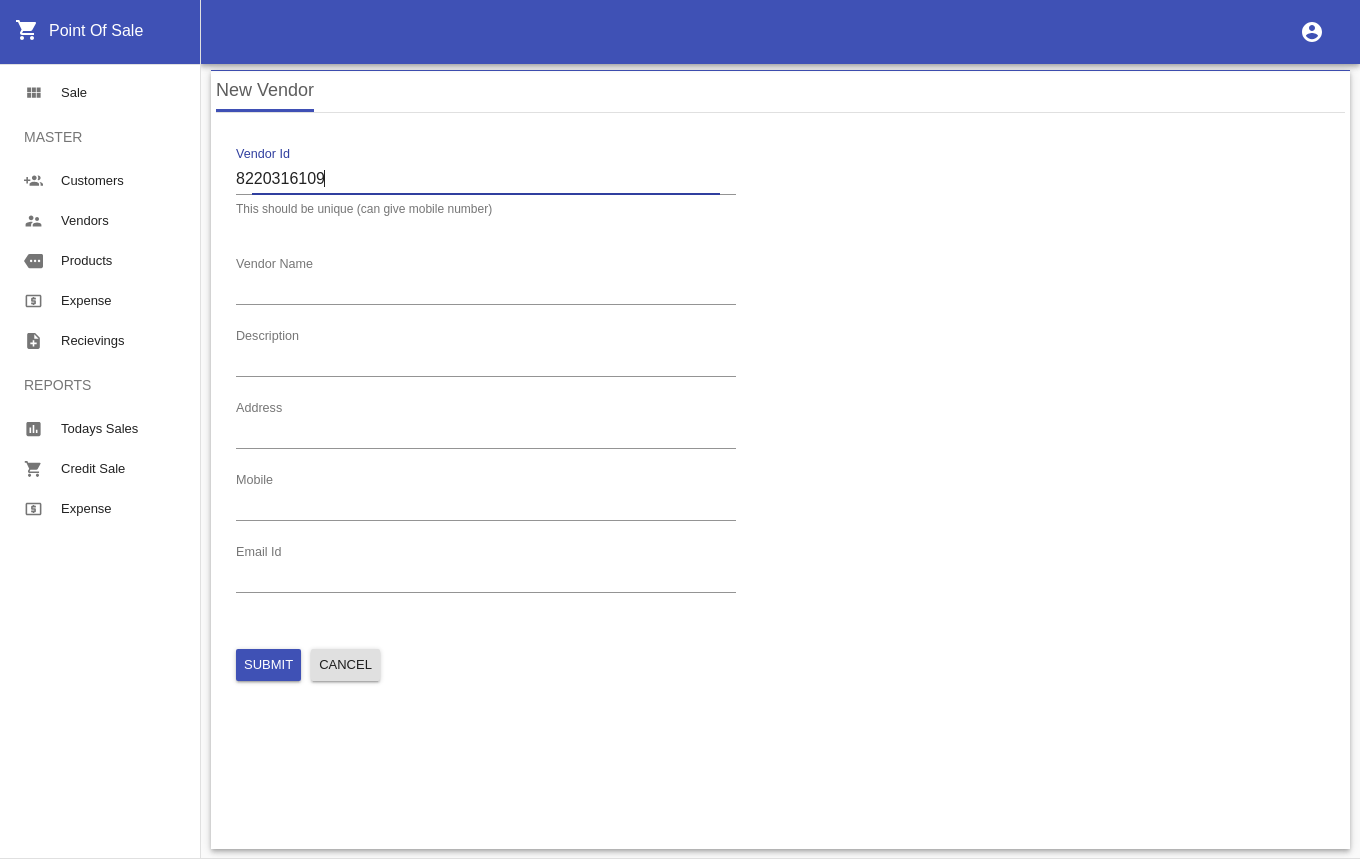 Point Of Sale
Sale
MASTER
Customers
Vendors
Products
Expense
Recievings
REPORTS
Todays Sales
Credit Sale
Expense
New Vendor
Vendor Id
8220316109
This should be unique (can give mobile number)
Vendor Name
Description
Address
Mobile
Email Id
SUBMIT CANCEL